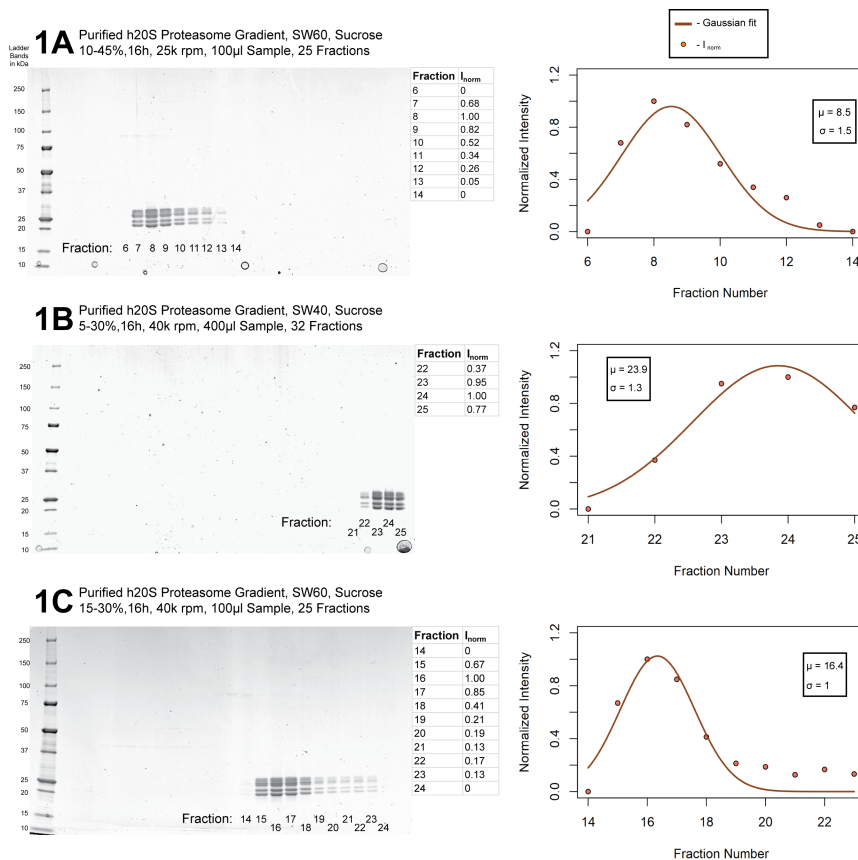 1A Purified h20S Proteasome Gradient, SW60, Sucrose
10-45%,16h, 25k rpm, 100µl Sample, 25 Fractions
Ladder
Bands
in kDa
250
150
100
75
50
37
25
20
15
10
Fraction: 6 7 8 9 10 11 12 13 14
Fraction I norm
6 0
7 0.68
8 1.00
9 0.82
10 0.52
11 0.34
12 0.26
13 0.05
14 0
- Gaussian fit
- I norm
Normalized Intensity
1.2
0.8
0.4
0.0
µ = 8.5
σ = 1.5
6 8 10 12 14
Fraction Number
1B Purified h20S Proteasome Gradient, SW40, Sucrose
5-30%,16h, 40k rpm, 400µl Sample, 32 Fractions
250
150
100
75
50
37
25
20
15
10
Fraction: 22 24
21 23 25
Fraction I norm
22 0.37
23 0.95
24 1.00
25 0.77
Normalized Intensity
1.2
0.8
0.4
0.0
µ = 23.9
σ = 1.3
21 22 23 24 25
Fraction Number
1C Purified h20S Proteasome Gradient, SW60, Sucrose
15-30%,16h, 40k rpm, 100µl Sample, 25 Fractions
250
150
100
75
50
37
25
20
15
10
Fraction: 14 15 17 19 21 23
16 18 20 22 24
Fraction I norm
14 0
15 0.67
16 1.00
17 0.85
18 0.41
19 0.21
20 0.19
21 0.13
22 0.17
23 0.13
24 0
Normalized Intensity
1.2
0.8
0.4
0.0
µ = 16.4
σ = 1
14 16 18 20 22
Fraction Number